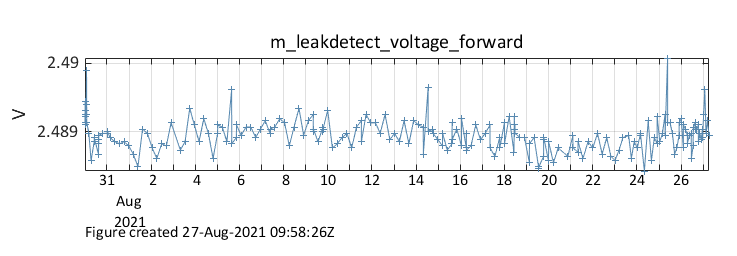 m_leakdetect_voltage_forward
2.49
2.489
V
31 2 4 6 8 10 12 14 16 18 20 22 24 26
Aug
2021
Figure created 27-Aug-2021 09:58:26Z